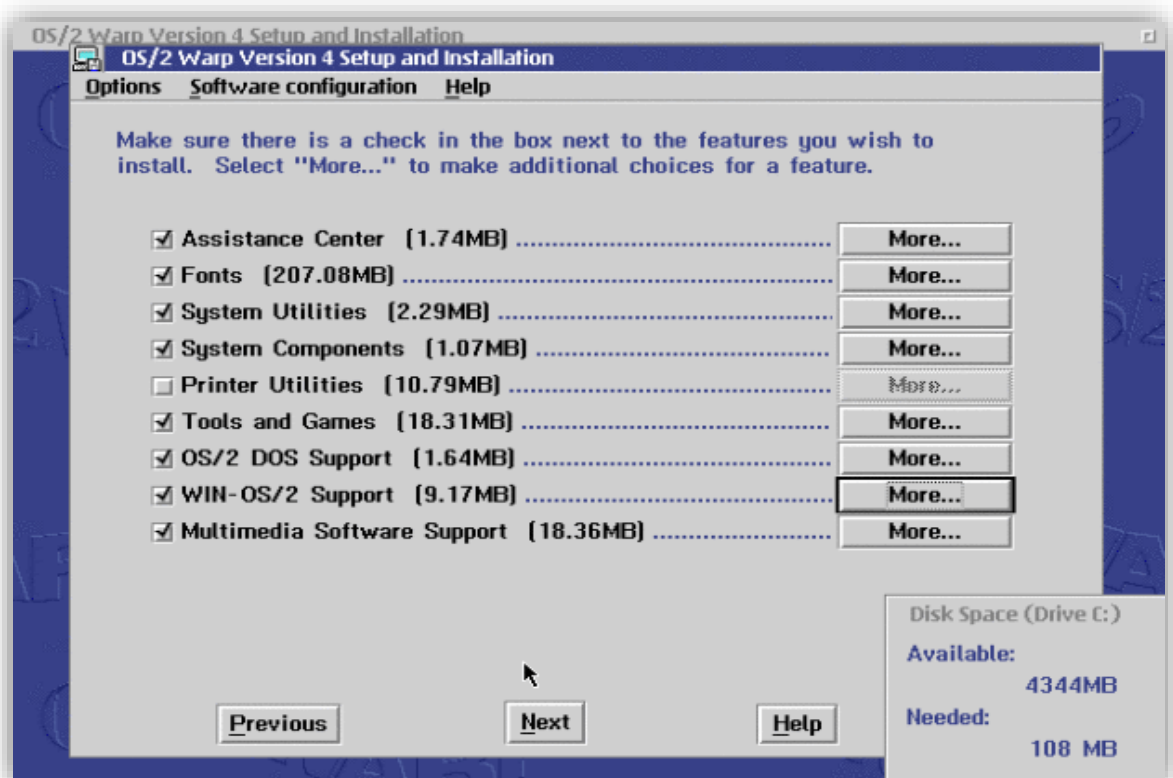 OS/2 Warp Version 4 Setup and Installation
OS/2 Warp Version 4 Setup and Installation
Options Software configuration Help
Make sure there is a check in the box next to the features you wish to
install. Select "More..." to make additional choices for a feature.
Assistance Center (1.74MB) ............................................ More...
Fonts (207.08MB) ............................................................ More...
System Utilities (2.29MB) .............................................. More...
System Components (1.07MB) ......................................... More...
Printer Utilities (10.79MB) ............................................ More...
Tools and Games (18.31MB) ........................................... More...
OS/2 DOS Support (1.64MB) ........................................... More...
WIN-OS/2 Support (9.17MB) ........................................... More...
Multimedia Software Support (18.36MB) ......................... More...
Disk Space (Drive C:)
Available:
4344MB
Needed:
108 MB
Previous Next Help